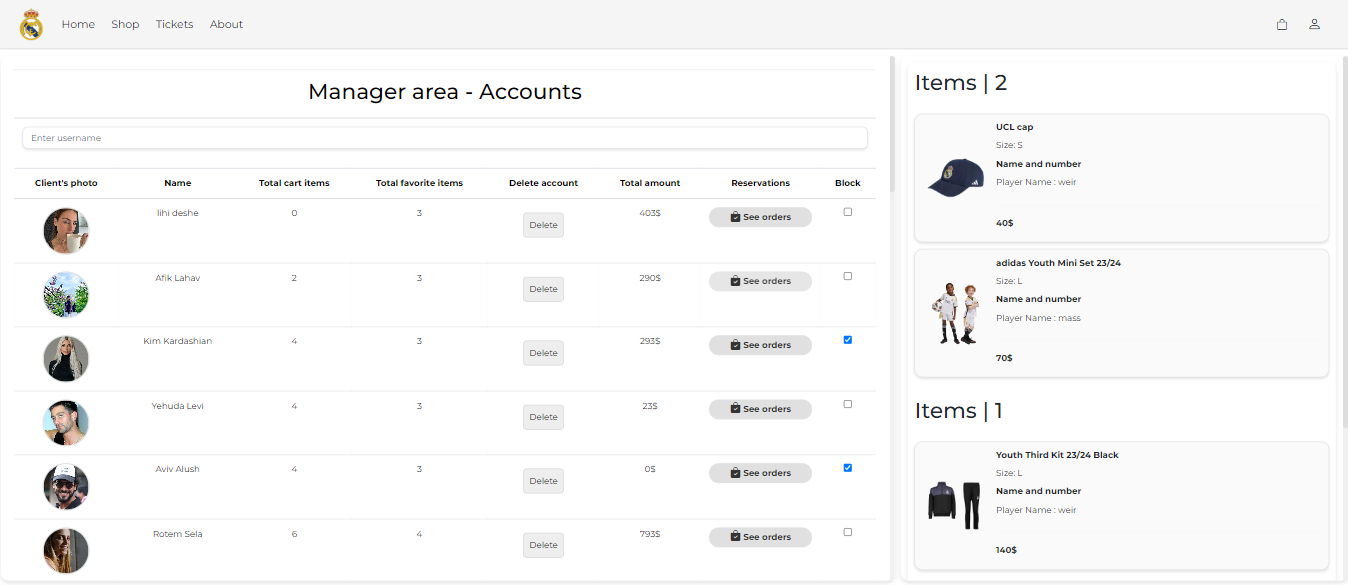 Home Shop Tickets About
Manager area - Accounts
Enter username
Client's photo Name Total cart items Total favorite items Delete account Total amount Reservations Block
lihi deshe 0 3 Delete 403$ See orders
Afik Lahav 2 3 Delete 290$ See orders
Kim Kardashian 4 3 Delete 293$ See orders
Yehuda Levi 4 3 Delete 23$ See orders
Aviv Alush 4 3 Delete 0$ See orders
Rotem Sela 6 4 Delete 793$ See orders
Items | 2
UCL cap
Size: S
Name and number
Player Name : weir
40$
adidas Youth Mini Set 23/24
Size: L
Name and number
Player Name : mass
70$
Items | 1
Youth Third Kit 23/24 Black
Size: L
Name and number
Player Name : weir
140$